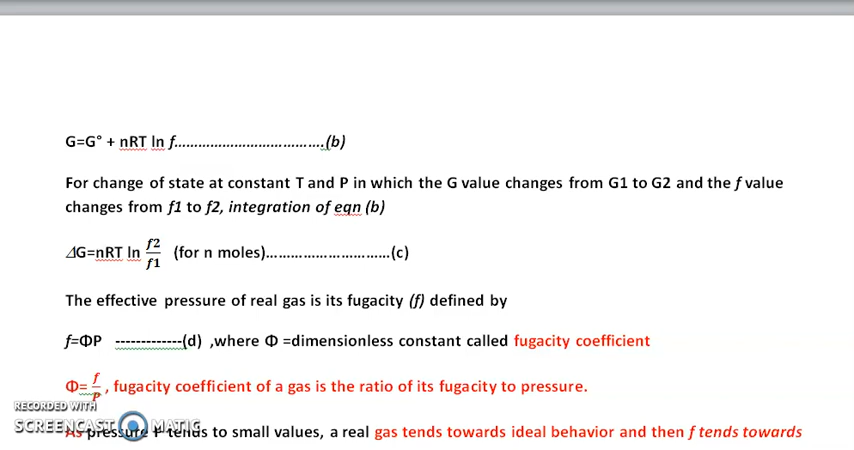 G=G° + nRT ln f....................................(b)
For change of state at constant T and P in which the G value changes from G1 to G2 and the f value
changes from f1 to f2, integration of eqn (b)
ΔG=nRT ln f2/f1 (for n moles)..............................(c)
The effective pressure of real gas is its fugacity (f) defined by
f=ΦP -------------(d) ,where Φ =dimensionless constant called fugacity coefficient
Φ= f/P , fugacity coefficient of a gas is the ratio of its fugacity to pressure.
RECORDED WITH
SCREENCAST MATIC
As pressure P tends to small values, a real gas tends towards ideal behavior and then f tends towards